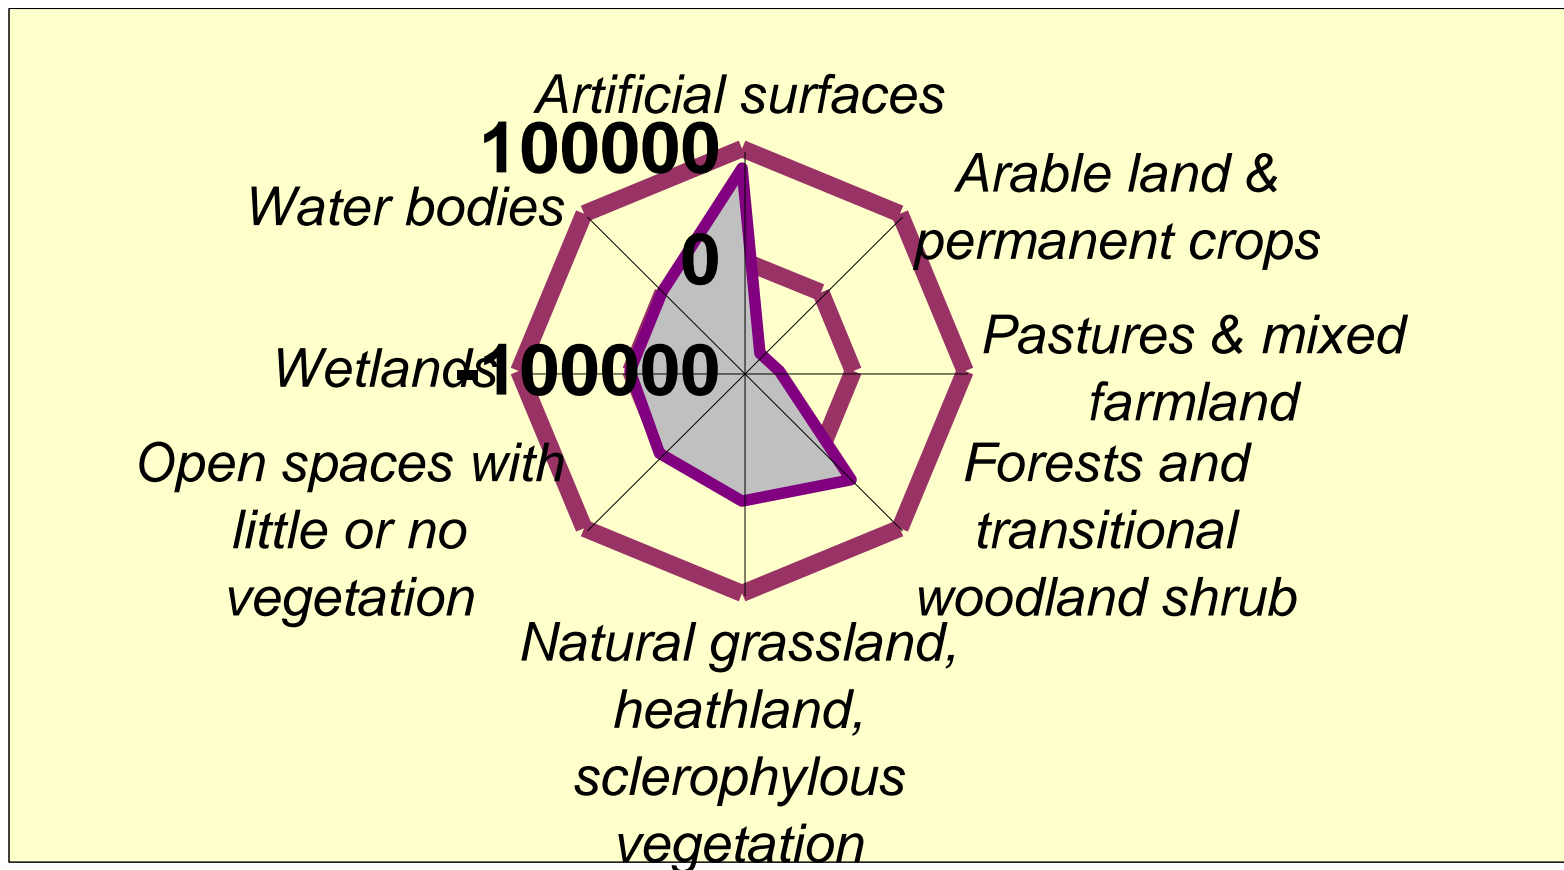 Artificial surfaces
100000
Arable land &
permanent crops
Water bodies
0
Pastures & mixed
farmland
Wetlands
-100000
Open spaces with
little or no
vegetation
Forests and
transitional
woodland shrub
Natural grassland,
heathland,
sclerophylous
vegetation